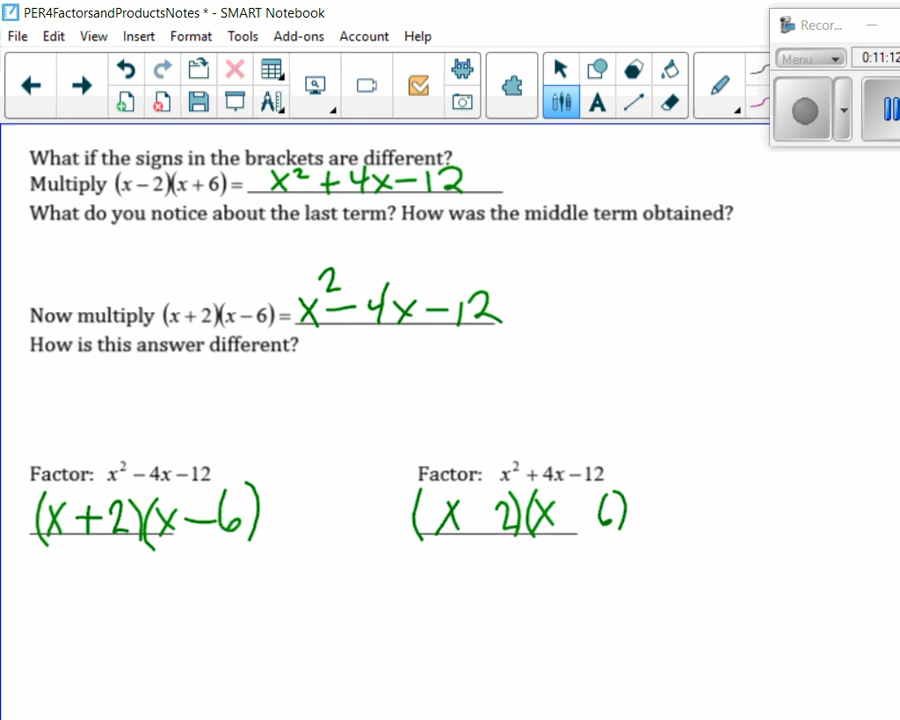 PER4FactorsandProductsNotes * - SMART Notebook
File Edit View Insert Format Tools Add-ons Account Help
Recor...
Menu 0:11:12
What if the signs in the brackets are different?
Multiply (x – 2)(x + 6) = x² + 4x – 12
What do you notice about the last term? How was the middle term obtained?
Now multiply (x + 2)(x – 6) = x² – 4x – 12
How is this answer different?
Factor: x² – 4x – 12 Factor: x² + 4x – 12
(x + 2)(x – 6) (x 2)(x 6)